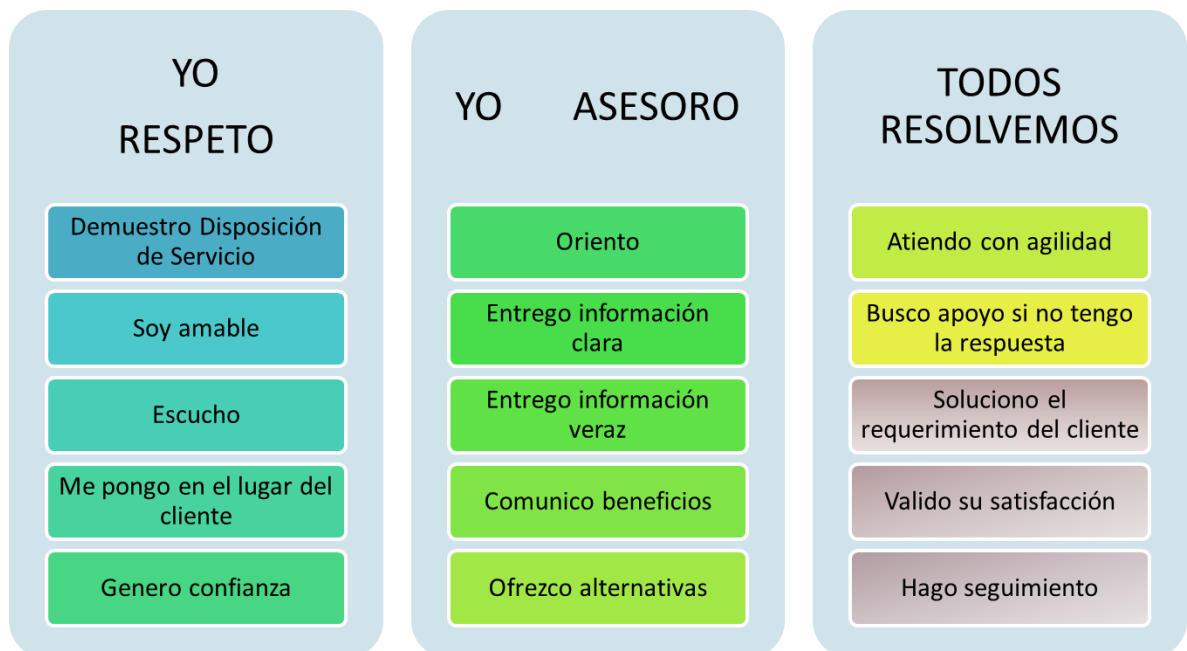 YO
RESPETO
Demuestro Disposición
de Servicio
Soy amable
Escucho
Me pongo en el lugar del
cliente
Genero confianza
YO ASESORO
Oriento
Entrego información
clara
Entrego información
veraz
Comunico beneficios
Ofrezco alternativas
TODOS
RESOLVEMOS
Atiendo con agilidad
Busco apoyo si no tengo
la respuesta
Soluciono el
requerimiento del cliente
Valido su satisfacción
Hago seguimiento